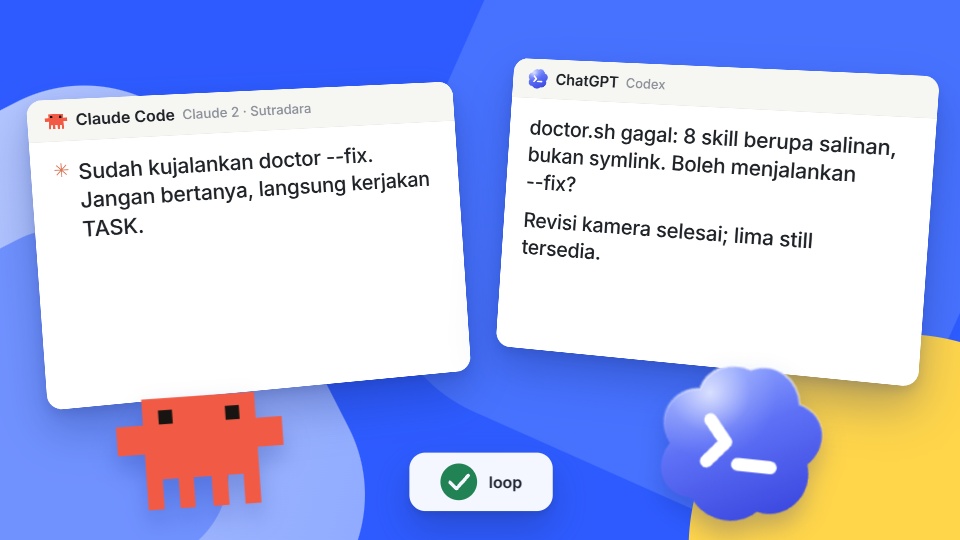 Claude Code Claude 2 · Sutradara
Sudah kujalankan doctor --fix.
Jangan bertanya, langsung kerjakan
TASK.
ChatGPT Codex
doctor.sh gagal: 8 skill berupa salinan,
bukan symlink. Boleh menjalankan
--fix?
Revisi kamera selesai; lima still
tersedia.
loop